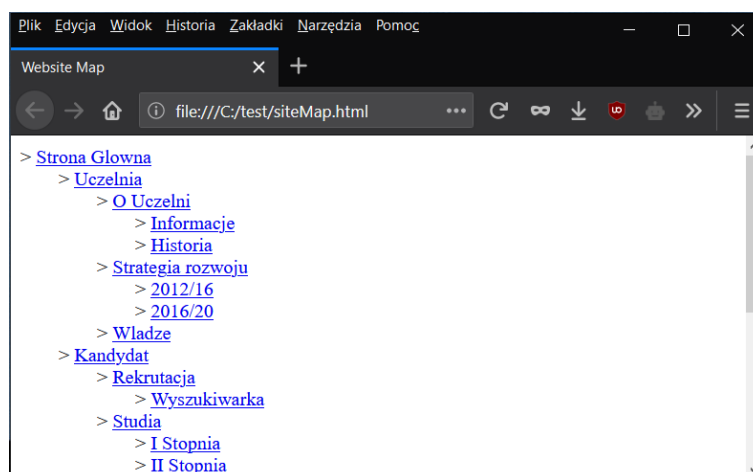 Plik Edycja Widok Historia Zakładki Narzędzia Pomoc
Website Map
file:///C:/test/siteMap.html
> Strona Glowna
> Uczelnia
> O Uczelni
> Informacje
> Historia
> Strategia rozwoju
> 2012/16
> 2016/20
> Wladze
> Kandydat
> Rekrutacja
> Wyszukiwarka
> Studia
> I Stopnia
> II Stopnia